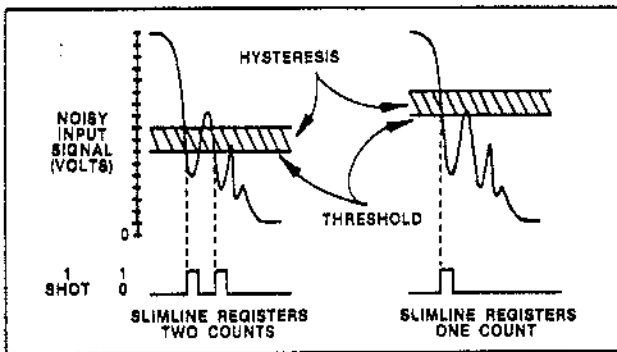 HYSTERESIS
NOISY
INPUT
SIGNAL
(VOLTS)
THRESHOLD
0
1
SHOT
1
0
SLIMLINE REGISTERS
TWO COUNTS
SLIMLINE REGISTERS
ONE COUNT